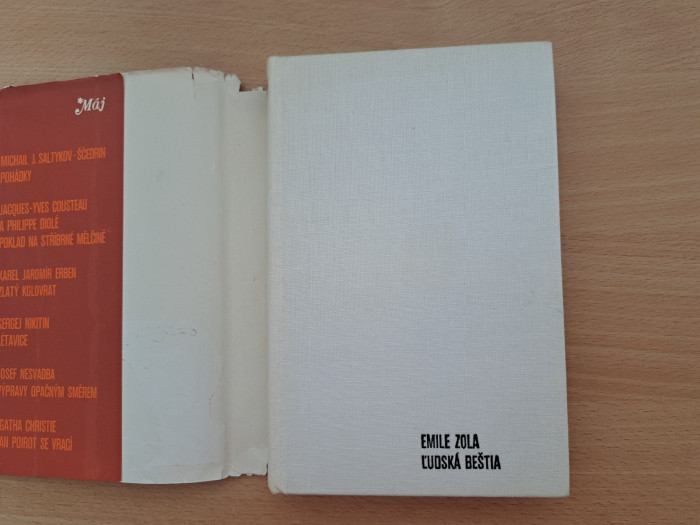 *Máj
MICHAIL J. SALTYKOV-ŠČEDRIN
POHÁDKY
JACQUES-YVES COUSTEAU
A PHILIPPE DIOLÉ
POKLAD NA STŘÍBRNÉ MĚLČINĚ
KAREL JAROMÍR ERBEN
ZLATÝ KOLOVRAT
SERGEJ NIKITIN
LETAVICE
JOSEF NESVADBA
VÝPRAVY OPAČNÝM SMĚREM
AGATHA CHRISTIE
PAN POIROT SE VRACÍ
EMILE ZOLA
ĽUDSKÁ BEŠTIA